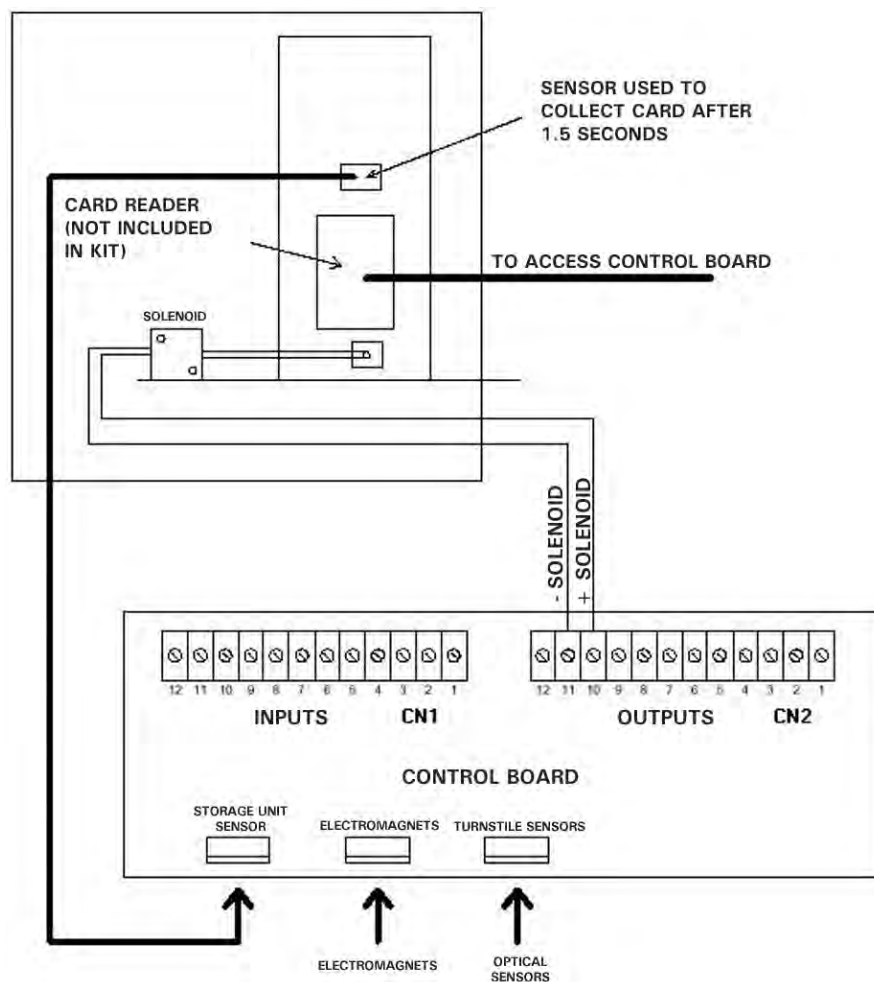 SENSOR USED TO
COLLECT CARD AFTER
1.5 SECONDS
CARD READER
(NOT INCLUDED
IN KIT)
TO ACCESS CONTROL BOARD
SOLENOID
- SOLENOID
+ SOLENOID
12 11 10 9 8 7 6 5 4 3 2 1
12 11 10 9 8 7 6 5 4 3 2 1
INPUTS CN1
OUTPUTS CN2
CONTROL BOARD
STORAGE UNIT
SENSOR
ELECTROMAGNETS
TURNSTILE SENSORS
ELECTROMAGNETS
OPTICAL
SENSORS